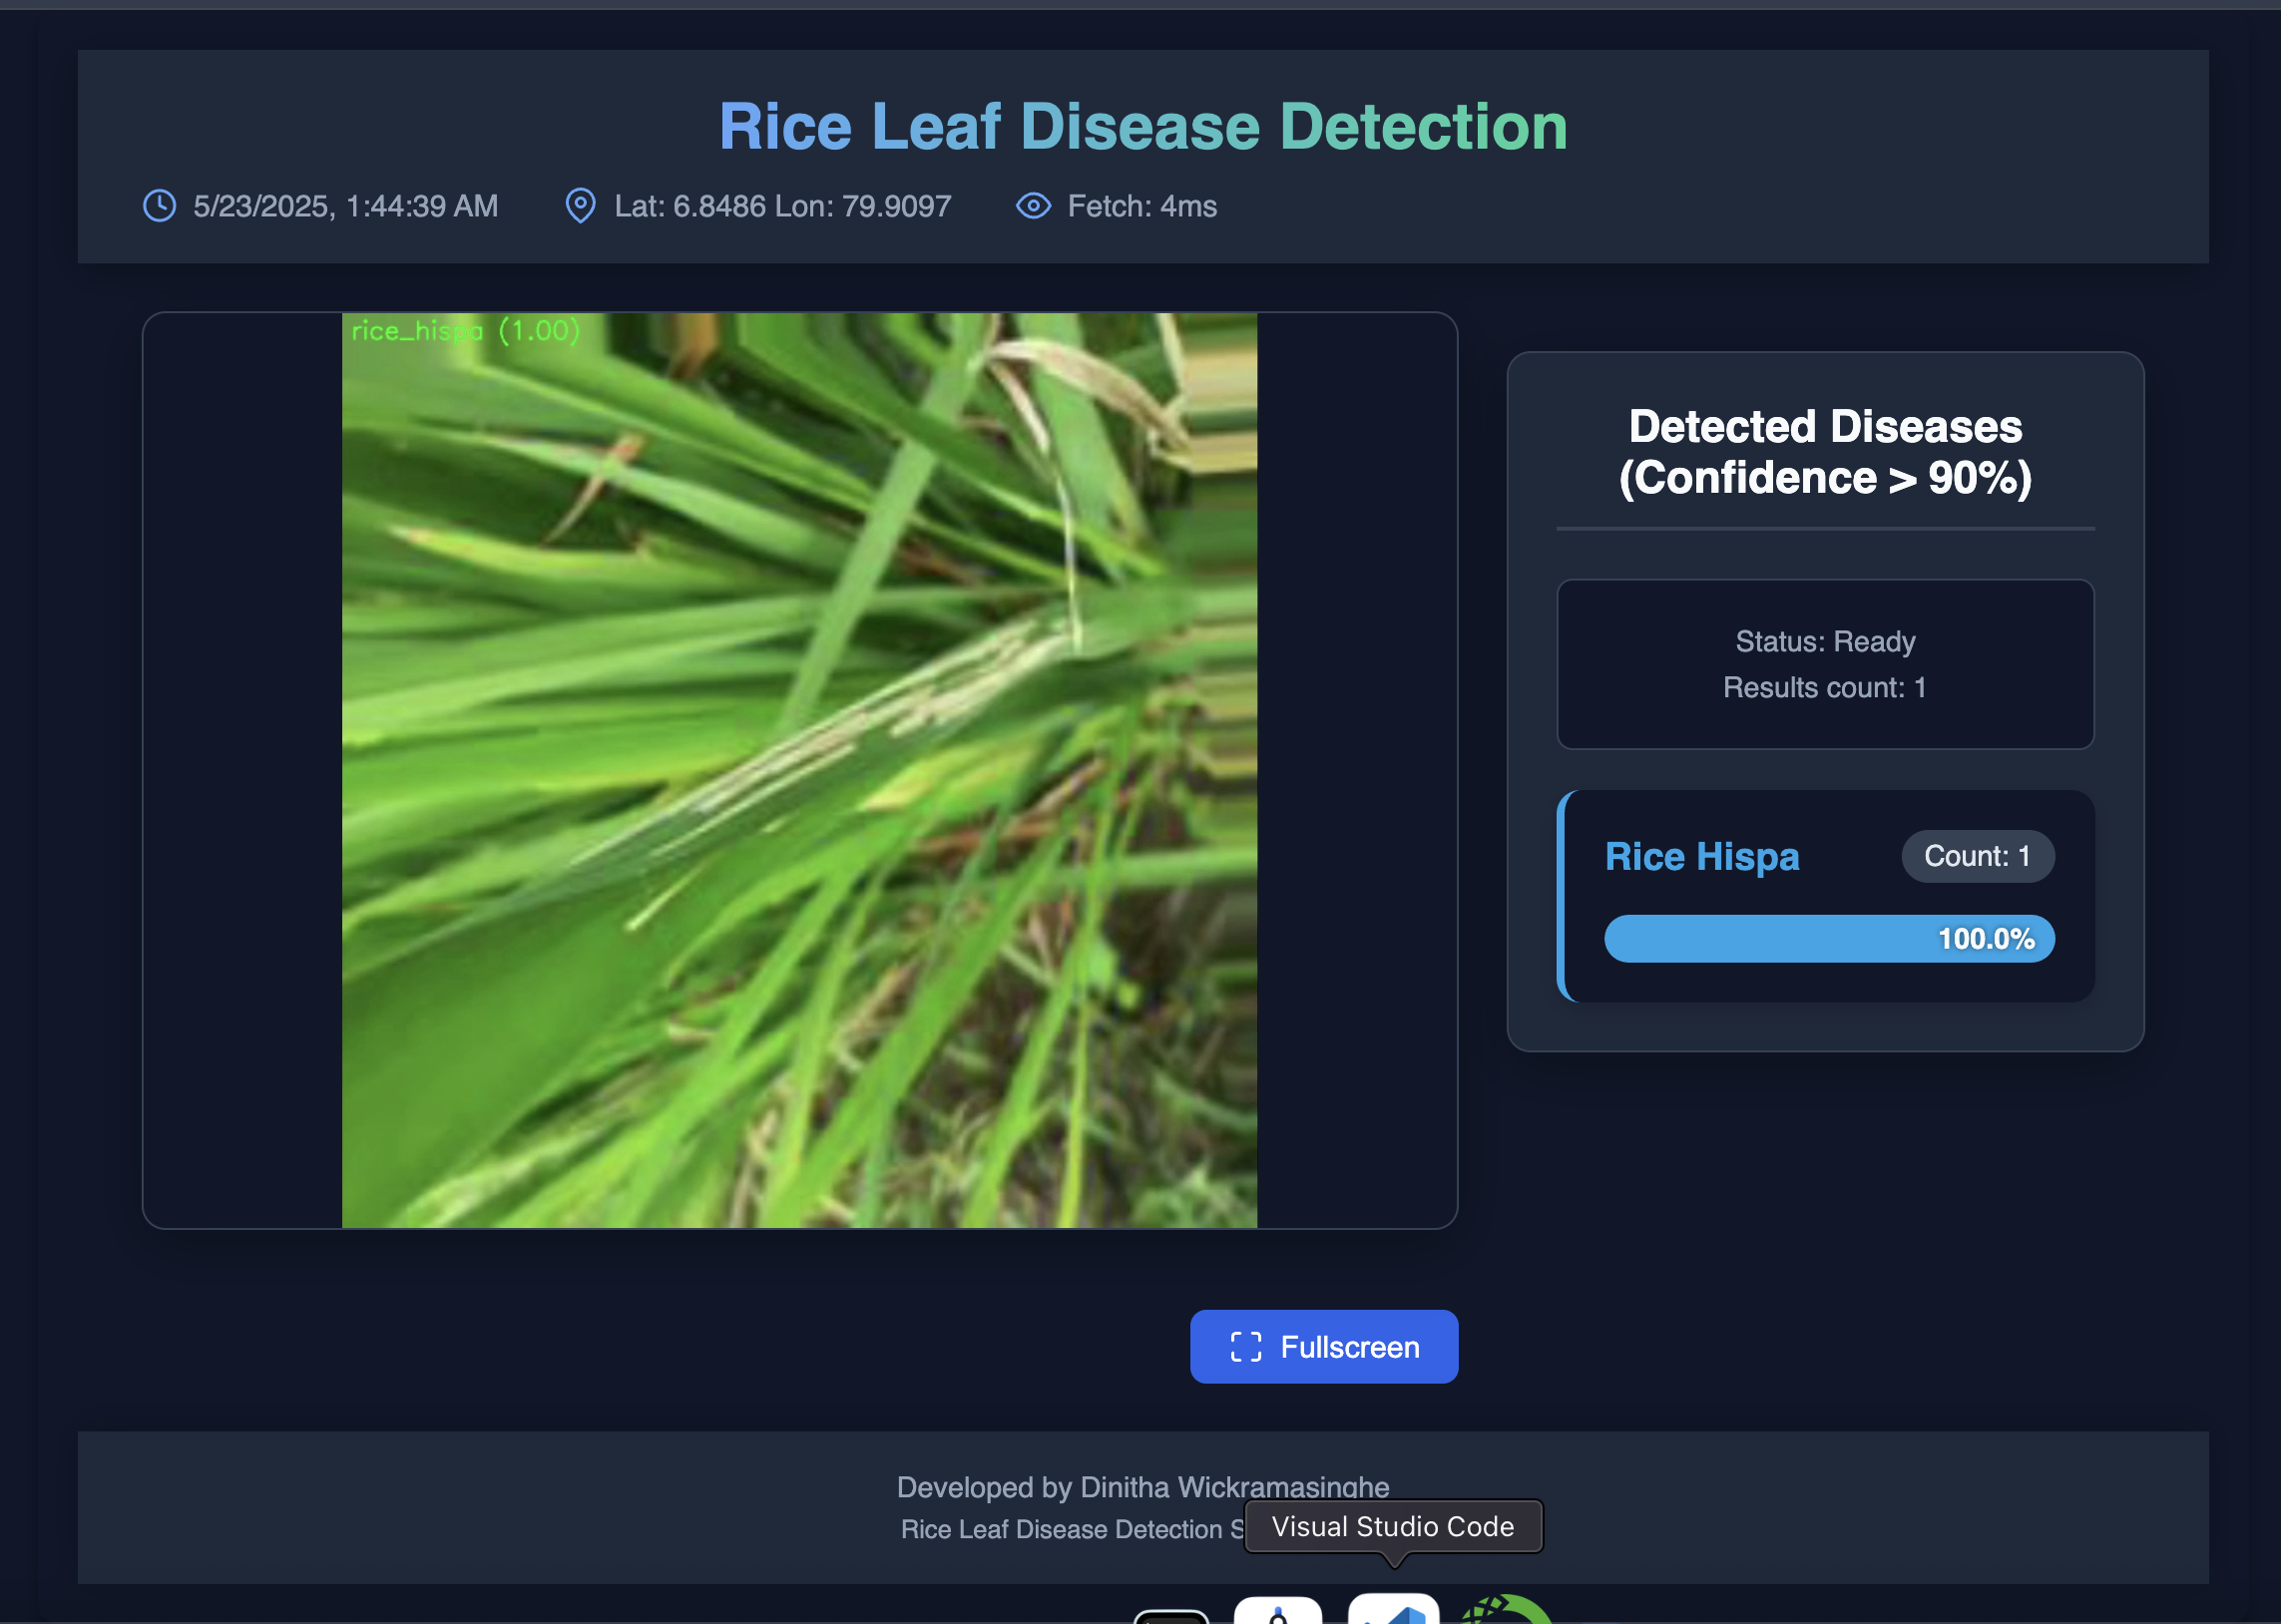 Rice Leaf Disease Detection
5/23/2025, 1:44:39 AM
Lat: 6.8486 Lon: 79.9097
Fetch: 4ms
rice_hispa (1.00)
Detected Diseases
(Confidence > 90%)
Status: Ready
Results count: 1
Rice Hispa
Count: 1
100.0%
Fullscreen
Developed by Dinitha Wickramasinghe
Rice Leaf Disease Detection S
Visual Studio Code